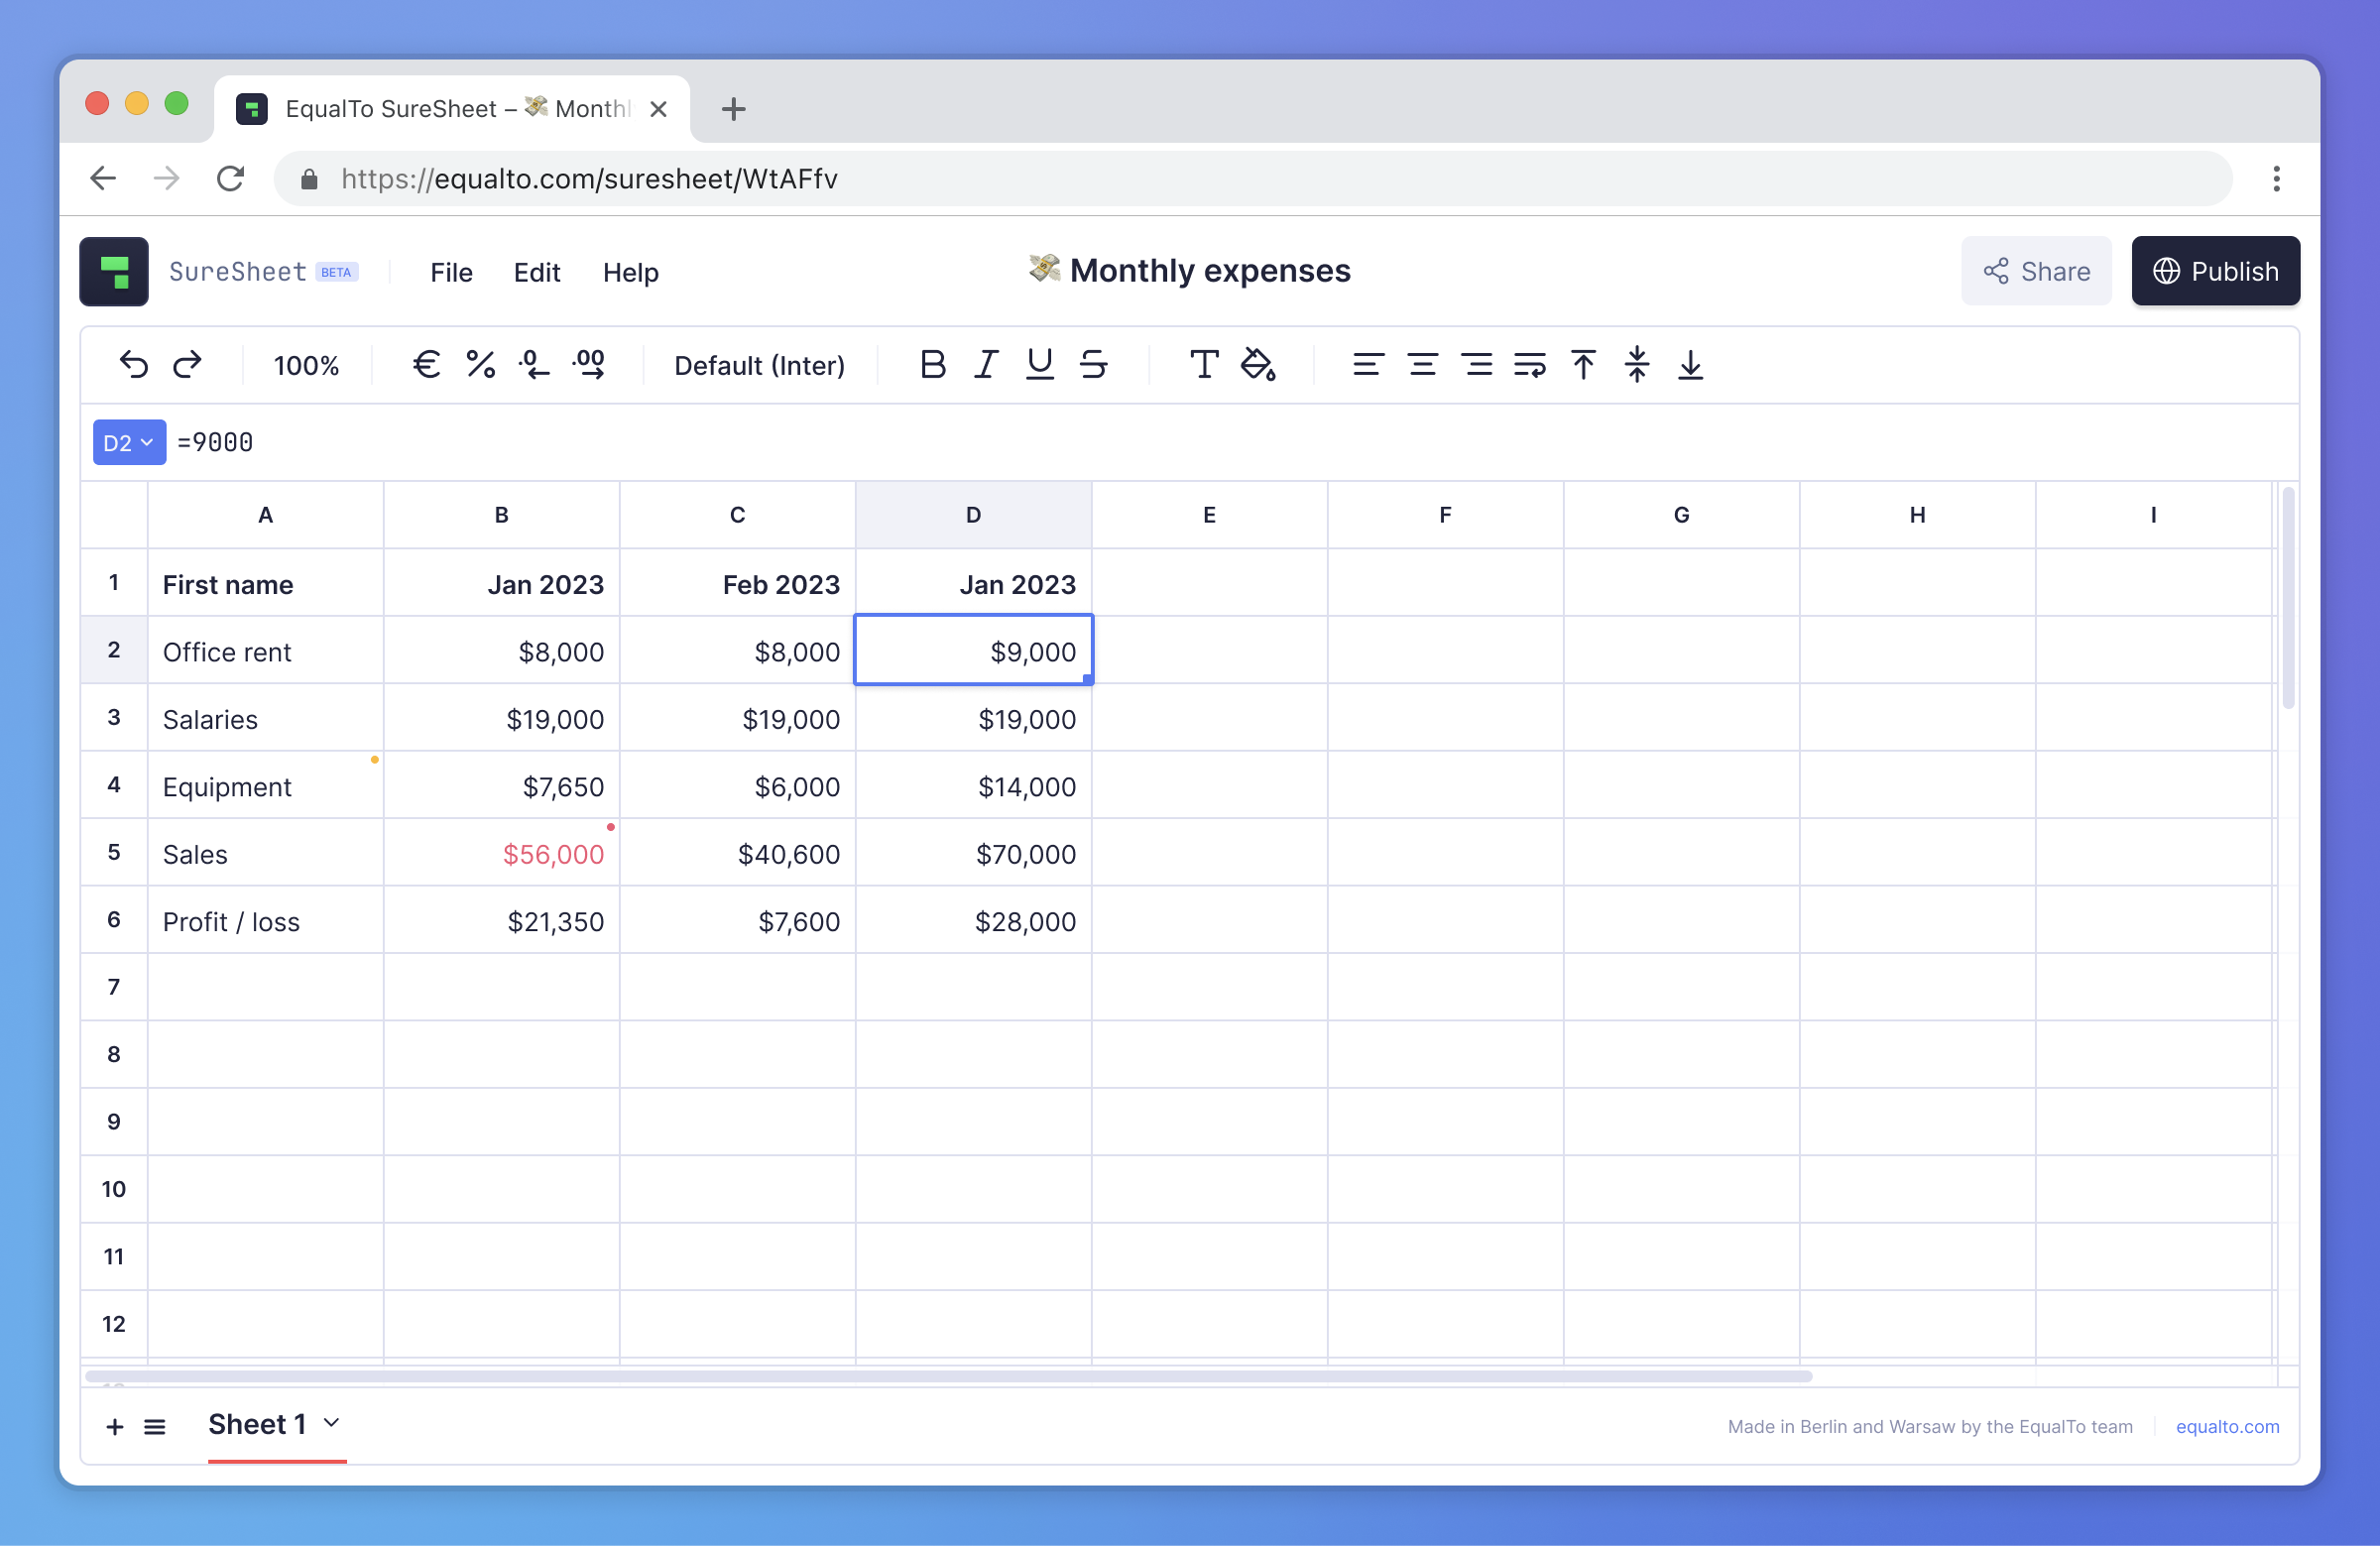 EqualTo SureSheet – 💸 Monthl
https://equalto.com/suresheet/WtAFfv
SureSheet BETA File Edit Help 💸 Monthly expenses Share Publish
100% € % .0 .00 Default (Inter) B I U S T
D2 =9000
A B C D E F G H I
1 First name Jan 2023 Feb 2023 Jan 2023
2 Office rent $8,000 $8,000 $9,000
3 Salaries $19,000 $19,000 $19,000
4 Equipment $7,650 $6,000 $14,000
5 Sales $56,000 $40,600 $70,000
6 Profit / loss $21,350 $7,600 $28,000
7
8
9
10
11
12
Sheet 1 Made in Berlin and Warsaw by the EqualTo team equalto.com